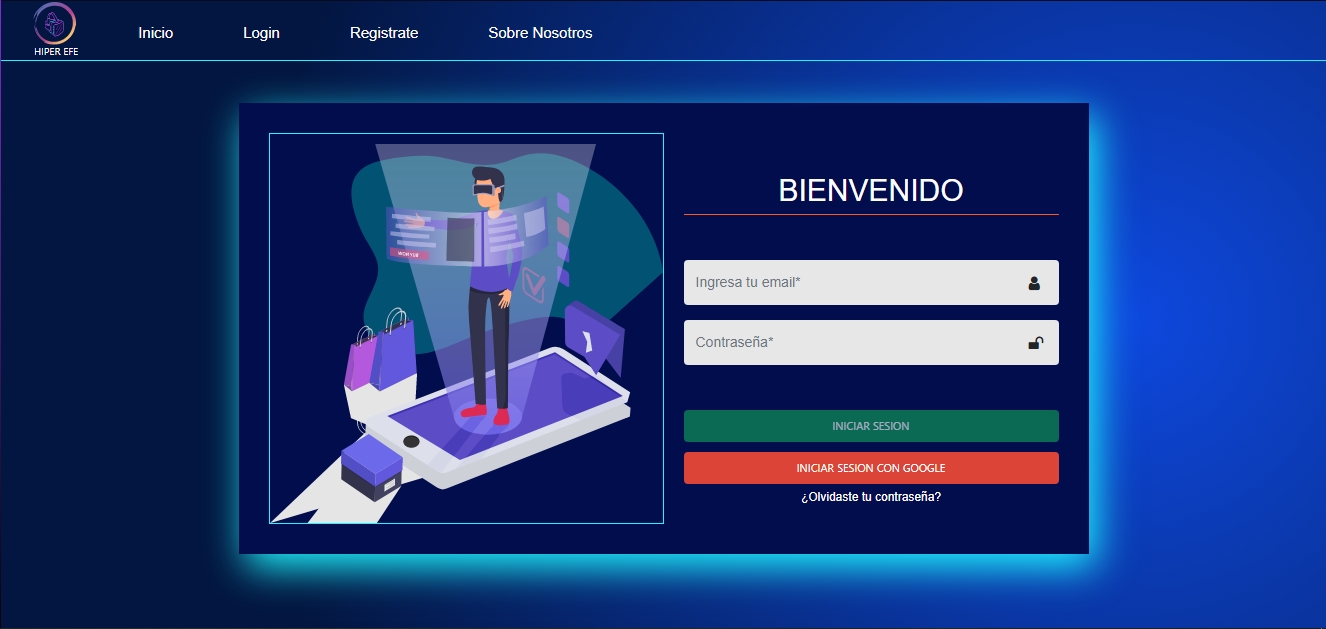 HIPER EFE
Inicio
Login
Registrate
Sobre Nosotros
BIENVENIDO
Ingresa tu email*
Contraseña*
INICIAR SESION
INICIAR SESION CON GOOGLE
¿Olvidaste tu contraseña?